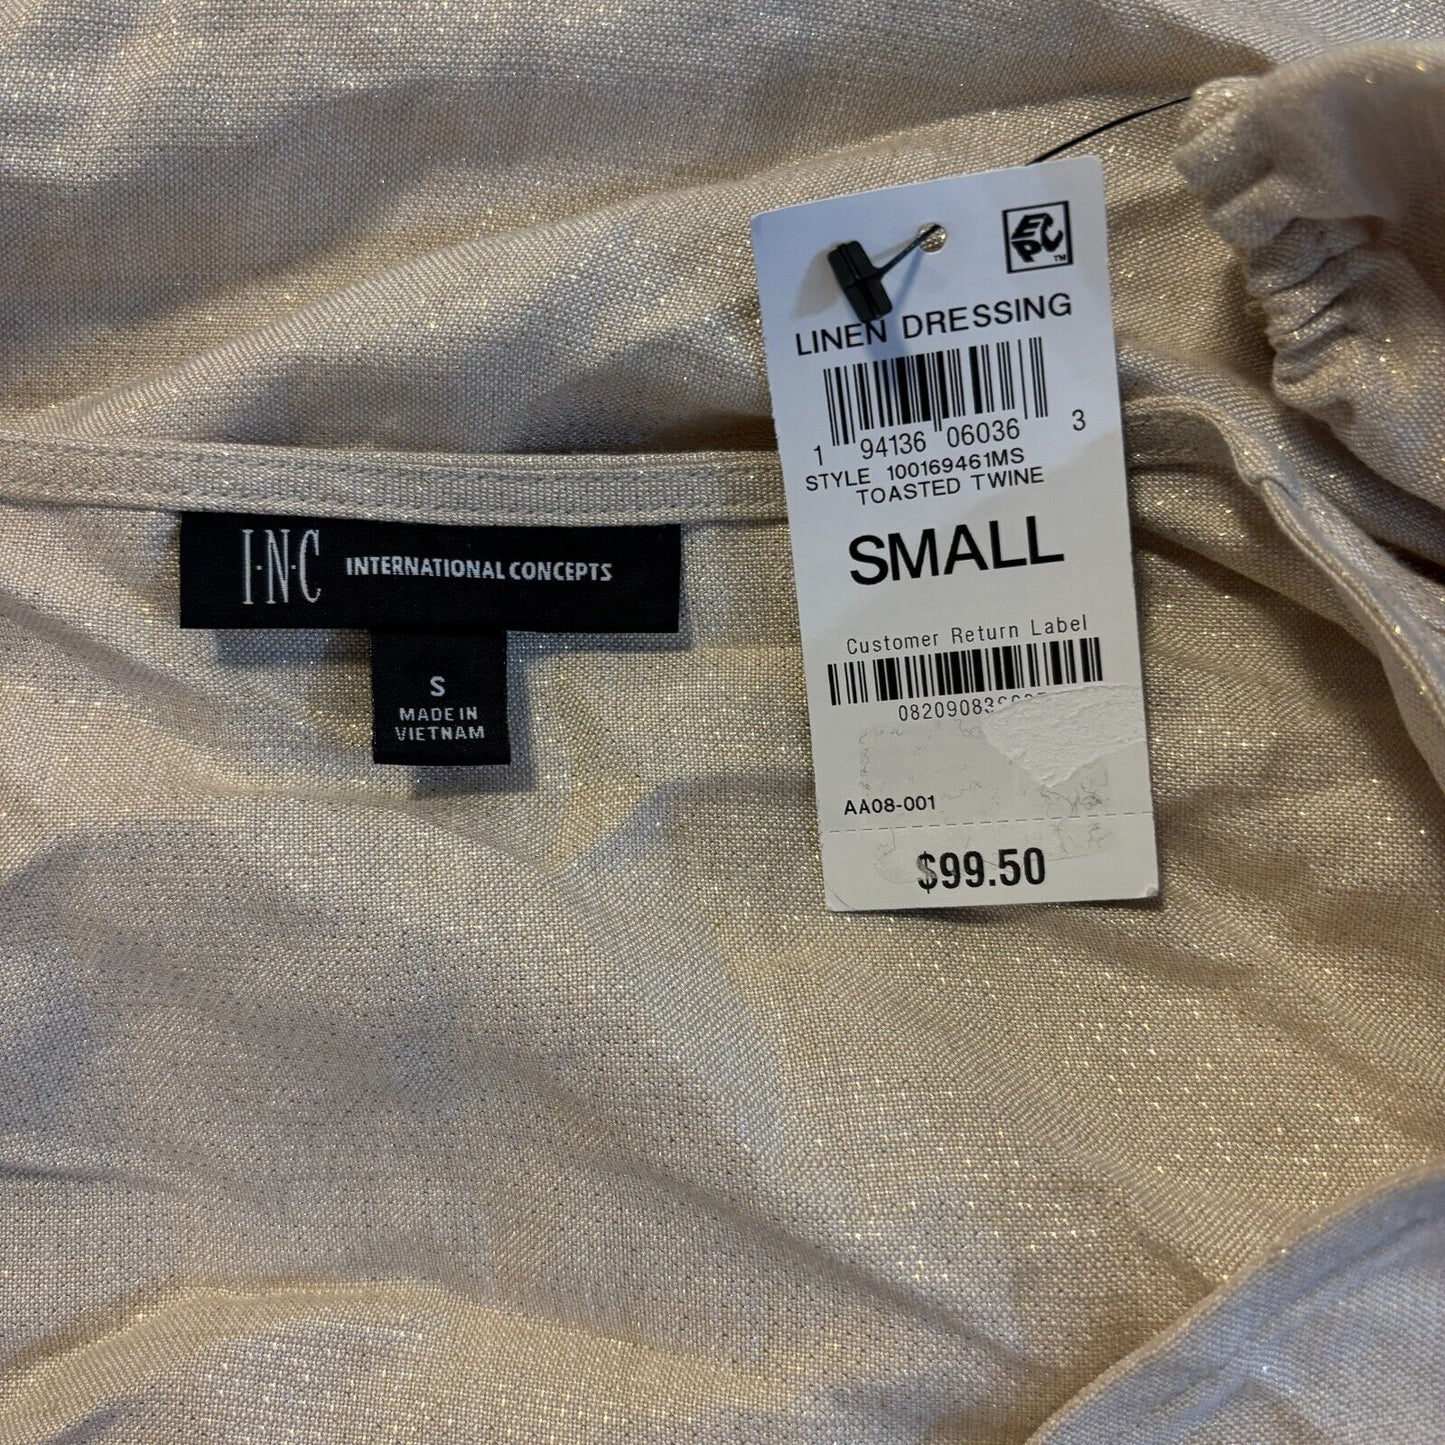 I·N·C INTERNATIONAL CONCEPTS
S
MADE IN
VIETNAM
EPC™
LINEN DRESSING
1 94136 06036 3
STYLE 100169461MS
TOASTED TWINE
SMALL
Customer Return Label
AA08-001
$99.50